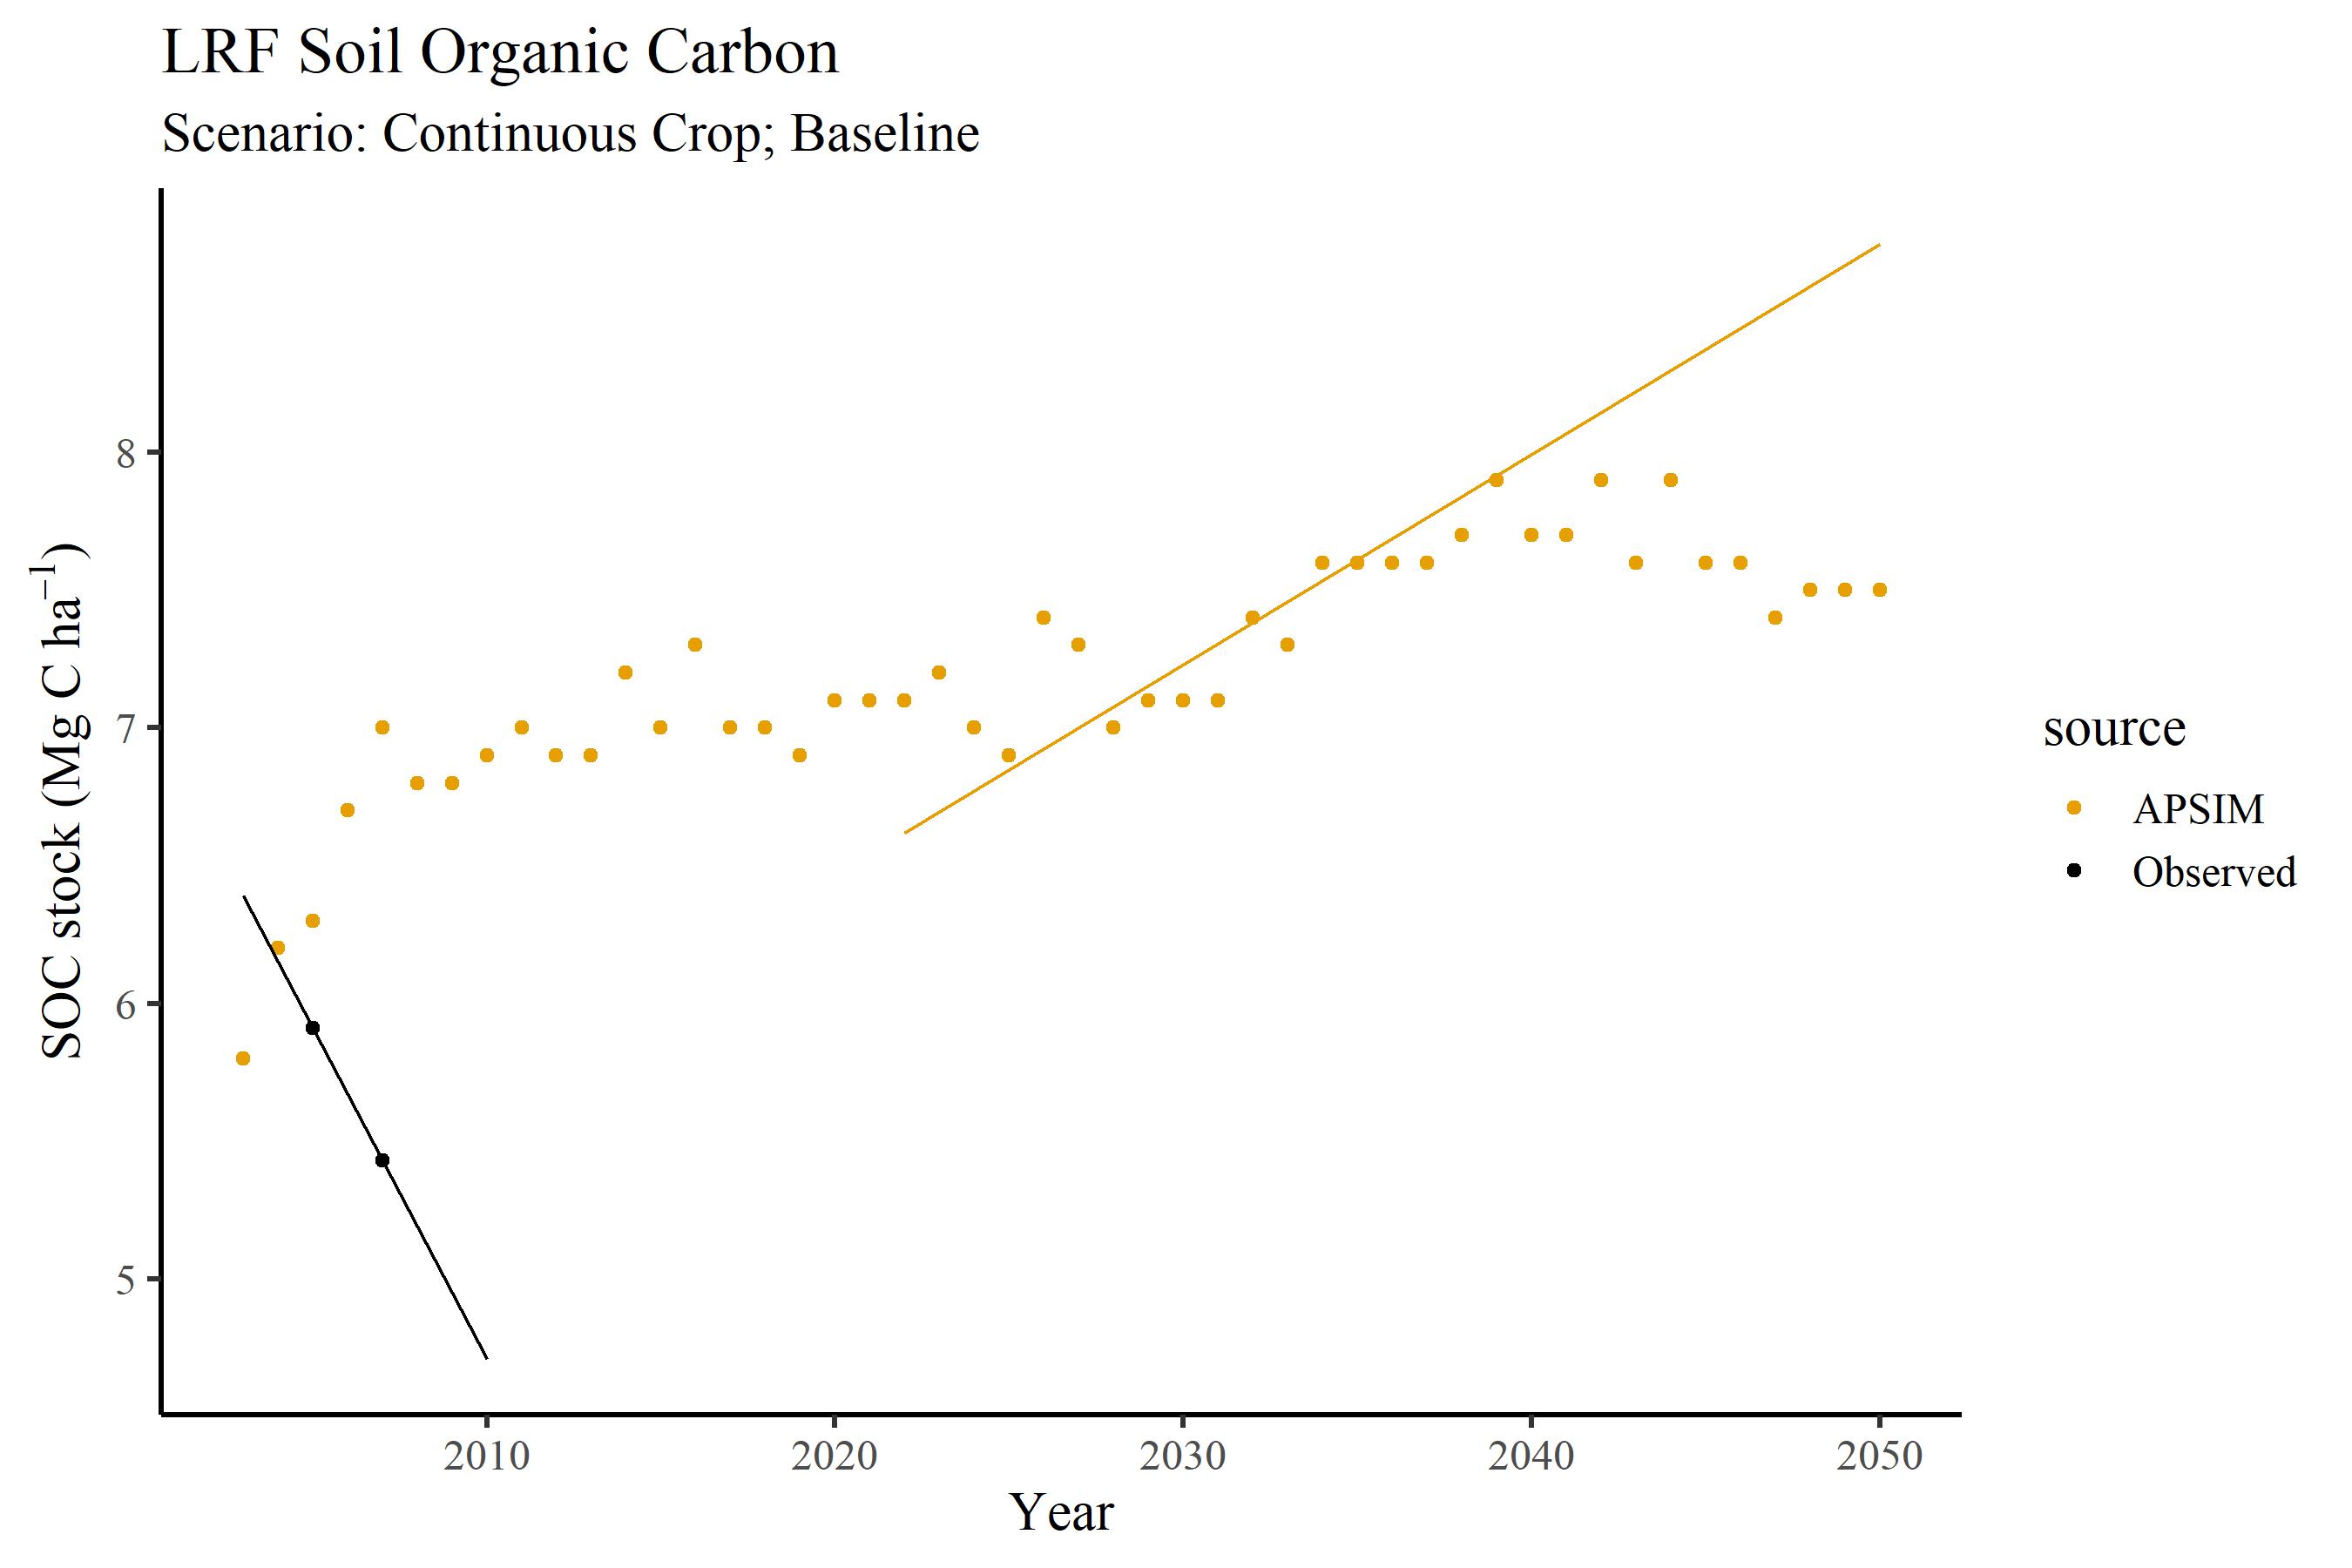 LRF Soil Organic Carbon
Scenario: Continuous Crop; Baseline
SOC stock (Mg C ha⁻¹)
8
7
6
5
2010 2020 2030 2040 2050
Year
source
APSIM
Observed